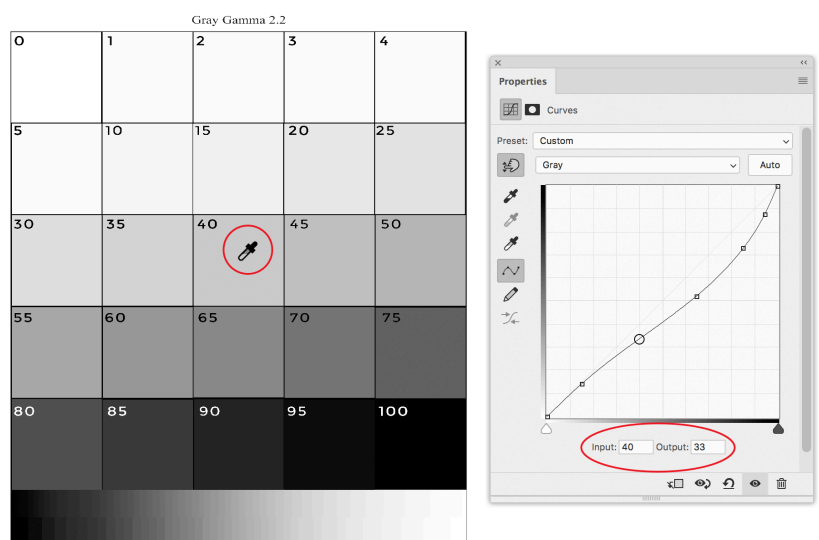 Gray Gamma 2.2
0 1 2 3 4
5 10 15 20 25
30 35 40 45 50
55 60 65 70 75
80 85 90 95 100
Properties
Curves
Preset: Custom
Gray Auto
Input: 40 Output: 33